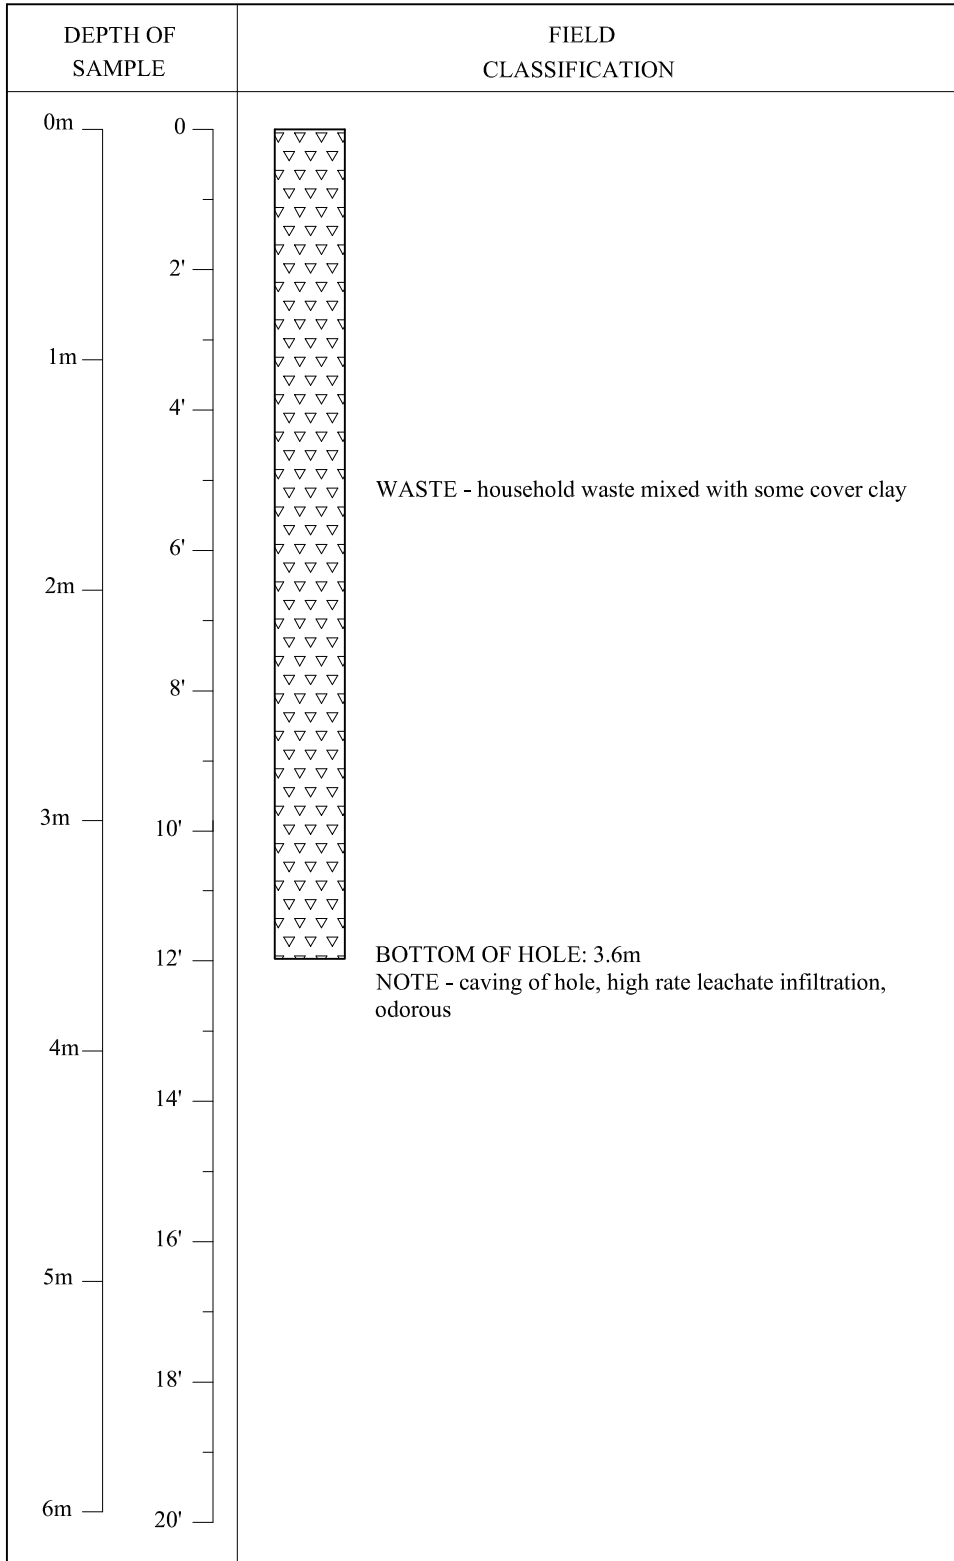 DEPTH OF
SAMPLE
FIELD
CLASSIFICATION
0m
1m
2m
3m
4m
5m
6m
0
2'
4'
6'
8'
10'
12'
14'
16'
18'
20'
WASTE - household waste mixed with some cover clay
BOTTOM OF HOLE: 3.6m
NOTE - caving of hole, high rate leachate infiltration,
odorous